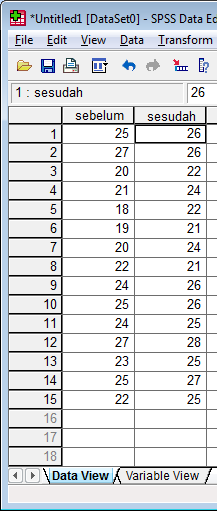 *Untitled1 [DataSet0] - SPSS Data Ed
File Edit View Data Transform
1 : sesudah 26
sebelum sesudah
1 25 26
2 27 26
3 20 22
4 21 24
5 18 22
6 19 21
7 20 24
8 22 21
9 24 26
10 25 26
11 24 25
12 27 28
13 23 25
14 25 27
15 22 25
16
17
18
Data View Variable View